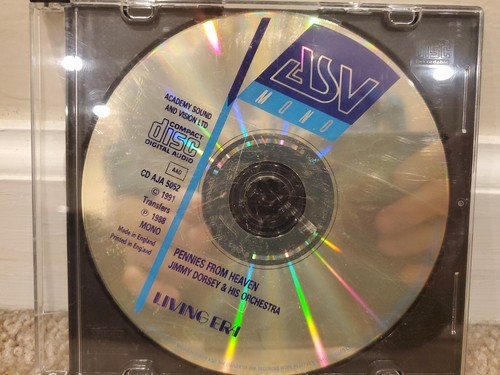 ASV
MONO
ACADEMY SOUND
AND VISION LTD
COMPACT
disc
DIGITAL AUDIO
AAD
CD AJA 5052
© 1991
Transfers
℗ 1988
MONO
Made in England
Printed in England
PENNIES FROM HEAVEN
JIMMY DORSEY & HIS ORCHESTRA
LIVING ERA